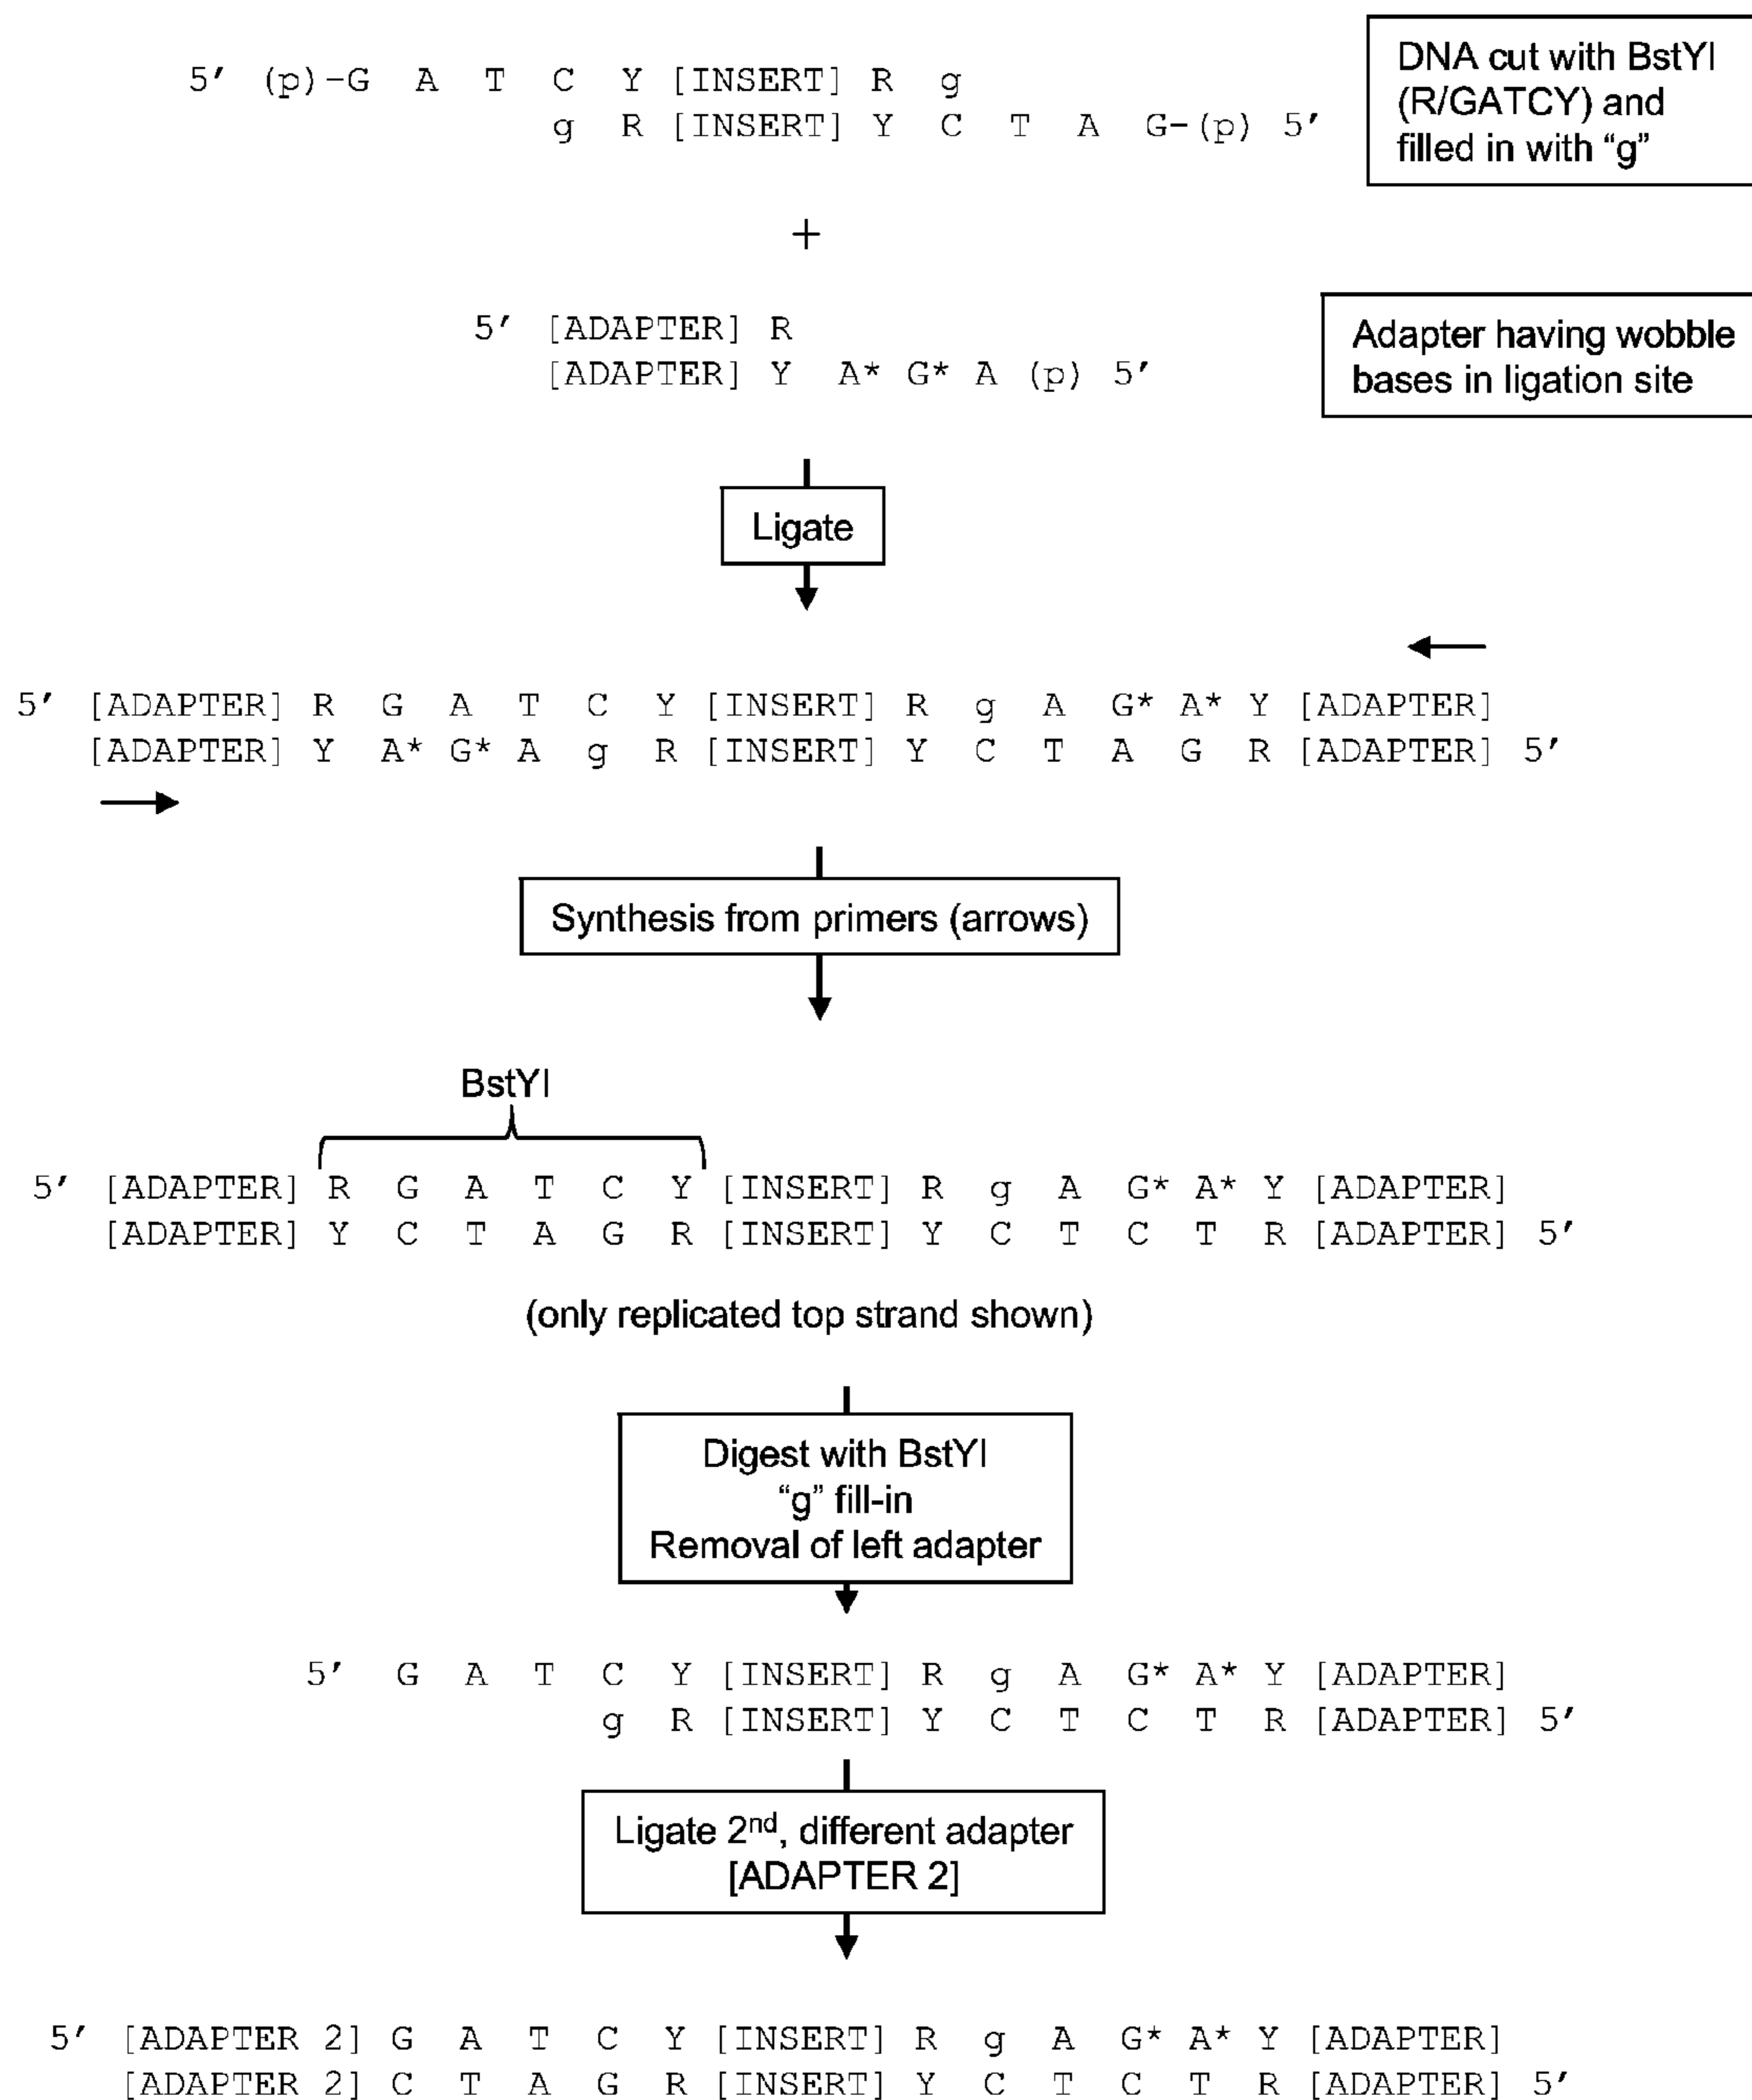 5' (p)-G A T C Y [INSERT] R g
g R [INSERT] Y C T A G-(p) 5'
DNA cut with BstYI
(R/GATCY) and
filled in with “g”
+
5' [ADAPTER] R
[ADAPTER] Y A* G* A (p) 5'
Adapter having wobble
bases in ligation site
Ligate
5' [ADAPTER] R G A T C Y [INSERT] R g A G* A* Y [ADAPTER]
[ADAPTER] Y A* G* A g R [INSERT] Y C T A G R [ADAPTER] 5'
Synthesis from primers (arrows)
BstYI
5' [ADAPTER] R G A T C Y [INSERT] R g A G* A* Y [ADAPTER]
[ADAPTER] Y C T A G R [INSERT] Y C T C T R [ADAPTER] 5'
(only replicated top strand shown)
Digest with BstYI
“g” fill-in
Removal of left adapter
5' G A T C Y [INSERT] R g A G* A* Y [ADAPTER]
g R [INSERT] Y C T C T R [ADAPTER] 5'
Ligate 2nd, different adapter
[ADAPTER 2]
5' [ADAPTER 2] G A T C Y [INSERT] R g A G* A* Y [ADAPTER]
[ADAPTER 2] C T A G R [INSERT] Y C T C T R [ADAPTER] 5'